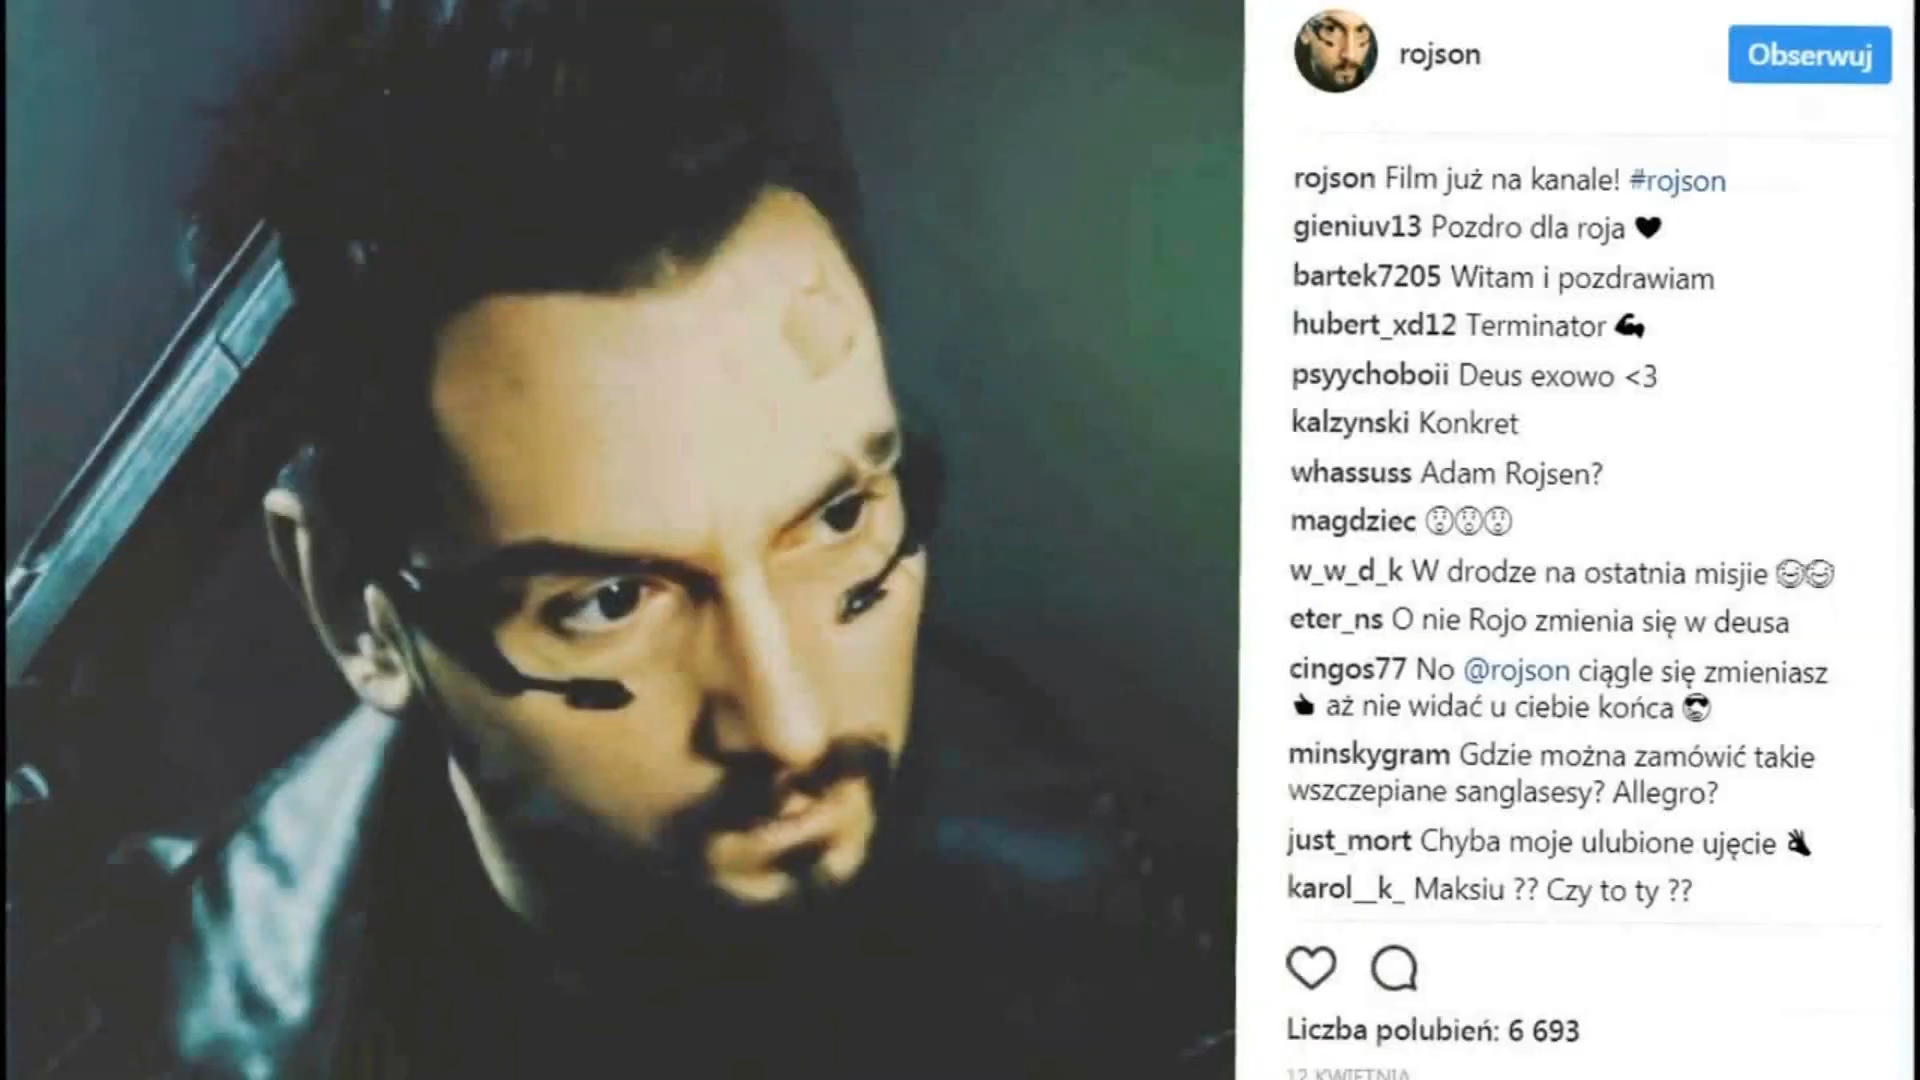 rojson
Obserwuj
rojson Film już na kanale! #rojson
gieniuv13 Pozdro dla roja
bartek7205 Witam i pozdrawiam
hubert_xd12 Terminator
psyychoboii Deus exowo <3
kalzynski Konkret
whassuss Adam Rojsen?
magdziec
w_w_d_k W drodze na ostatnia misjie
eter_ns O nie Rojo zmienia się w deusa
cingos77 No @rojson ciągle się zmieniasz
aż nie widać u ciebie końca
minskygram Gdzie można zamówić takie
wszczepiane sanglasesy? Allegro?
just_mort Chyba moje ulubione ujęcie
karol__k_ Maksiu ?? Czy to ty ??
Liczba polubień: 6 693
12 KWIETNIA